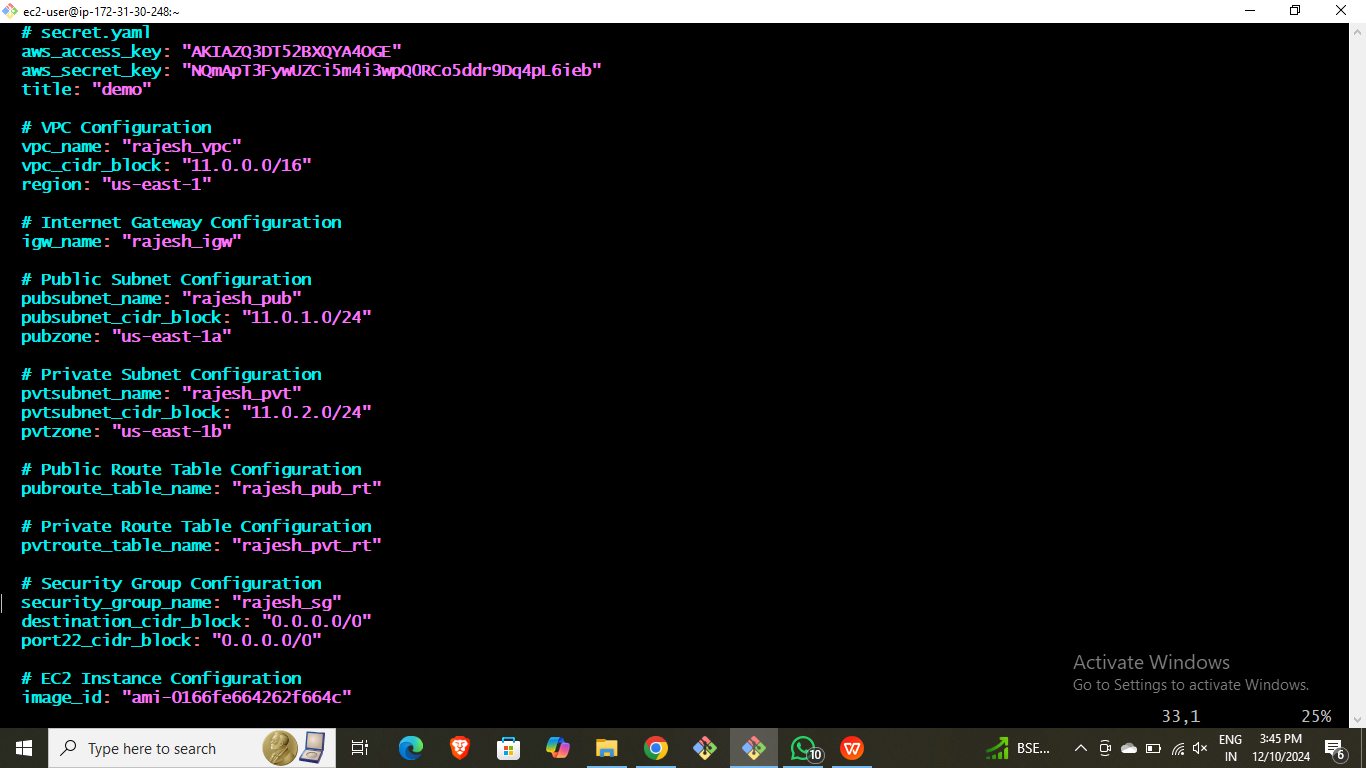 ec2-user@ip-172-31-30-248:~
# secret.yaml
aws_access_key: "AKIAZQ3DT52BXQYA4OGE"
aws_secret_key: "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"
title: "demo"
# VPC Configuration
vpc_name: "rajesh_vpc"
vpc_cidr_block: "11.0.0.0/16"
region: "us-east-1"
# Internet Gateway Configuration
igw_name: "rajesh_igw"
# Public Subnet Configuration
pubsubnet_name: "rajesh_pub"
pubsubnet_cidr_block: "11.0.1.0/24"
pubzone: "us-east-1a"
# Private Subnet Configuration
pvtsubnet_name: "rajesh_pvt"
pvtsubnet_cidr_block: "11.0.2.0/24"
pvtzone: "us-east-1b"
# Public Route Table Configuration
pubroute_table_name: "rajesh_pub_rt"
# Private Route Table Configuration
pvtroute_table_name: "rajesh_pvt_rt"
# Security Group Configuration
security_group_name: "rajesh_sg"
destination_cidr_block: "0.0.0.0/0"
port22_cidr_block: "0.0.0.0/0"
# EC2 Instance Configuration
image_id: "ami-0166fe664262f664c"
Activate Windows
Go to Settings to activate Windows.
33,1 25%
Type here to search
10
BSE...
ENG
IN
3:45 PM
12/10/2024
6